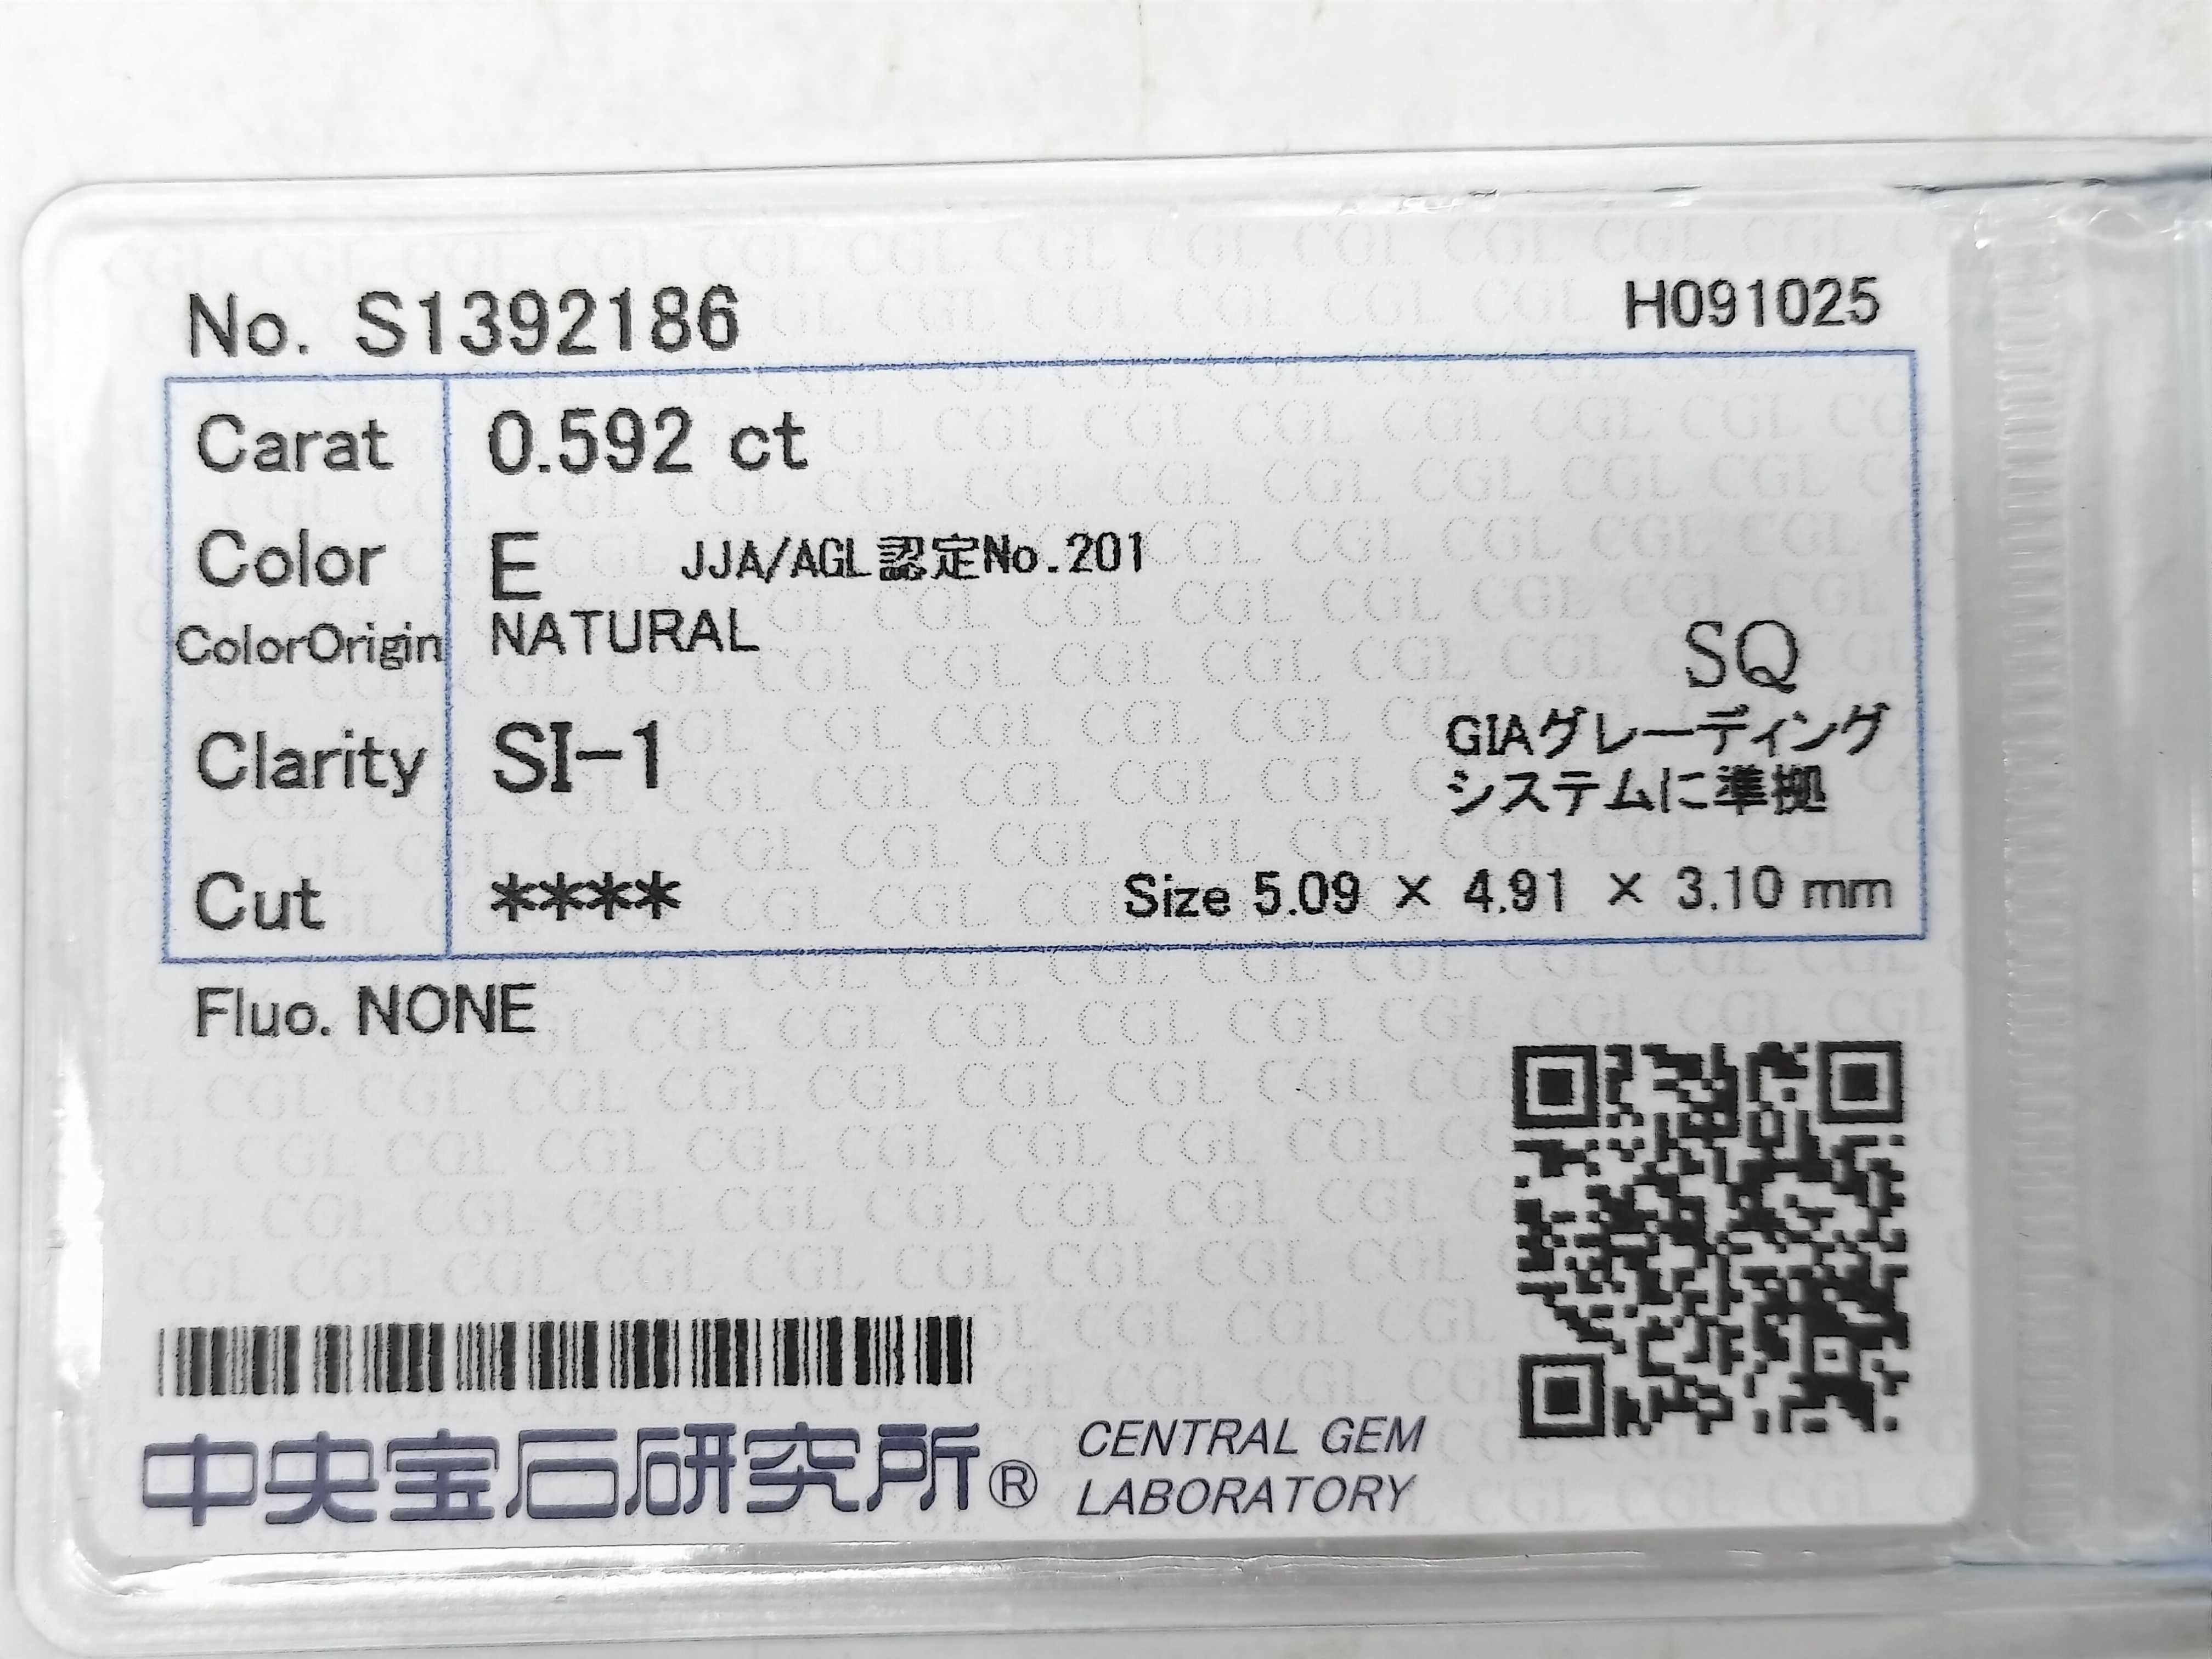 No. S1392186
H091025
Carat 0.592 ct
Color E JJA/AGL認定No.201
ColorOrigin NATURAL
SQ
GIAグレーディング
システムに準拠
Clarity SI-1
Cut ****
Size 5.09 × 4.91 × 3.10 mm
Fluo. NONE
中央宝石研究所®
CENTRAL GEM
LABORATORY